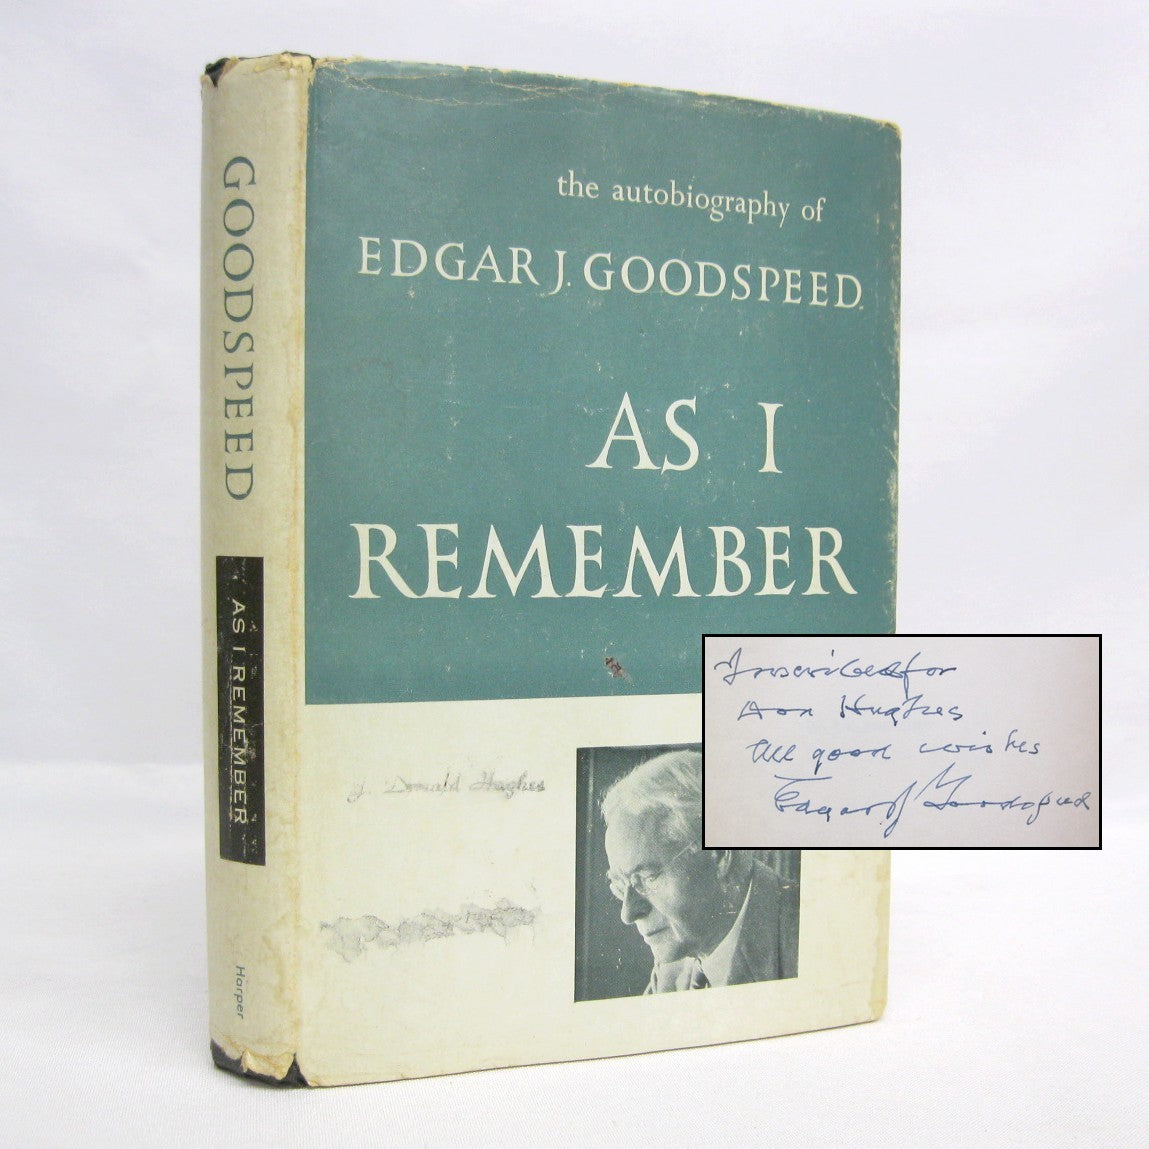 GOODSPEED
AS I REMEMBER
Harper
the autobiography of
EDGAR J. GOODSPEED
AS I
REMEMBER
J. Donald Hughes
Inscribed for
Don Hughes
All good wishes
Edgar J Goodspeed